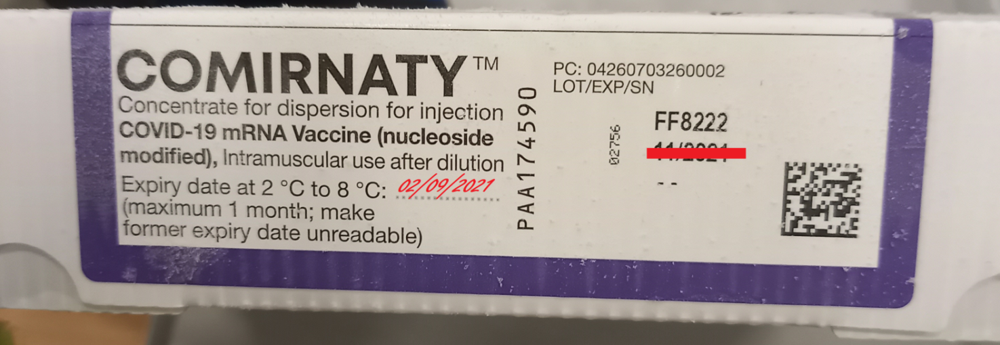 COMIRNATY™
Concentrate for dispersion for injection
COVID-19 mRNA Vaccine (nucleoside
modified), Intramuscular use after dilution
Expiry date at 2 °C to 8 °C: 02/09/2021
(maximum 1 month; make
former expiry date unreadable)
PAA174590
PC: 04260703260002
LOT/EXP/SN
02756
FF8222
--